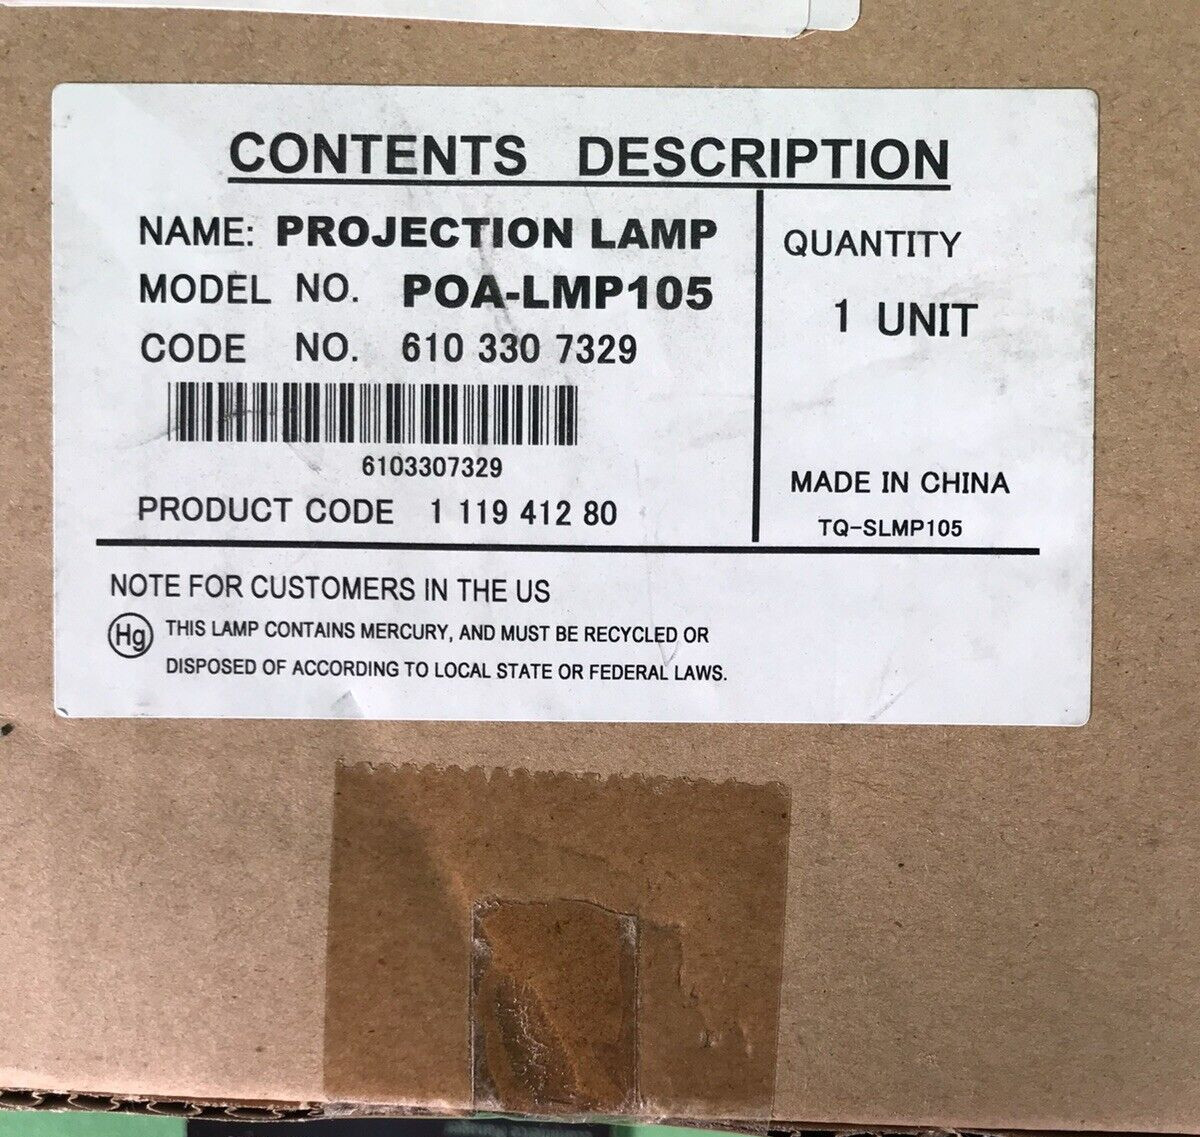 CONTENTS DESCRIPTION
NAME: PROJECTION LAMP
MODEL NO. POA-LMP105
CODE NO. 610 330 7329
6103307329
PRODUCT CODE 1 119 412 80
QUANTITY
1 UNIT
MADE IN CHINA
TQ-SLMP105
NOTE FOR CUSTOMERS IN THE US
Hg THIS LAMP CONTAINS MERCURY, AND MUST BE RECYCLED OR
DISPOSED OF ACCORDING TO LOCAL STATE OR FEDERAL LAWS.